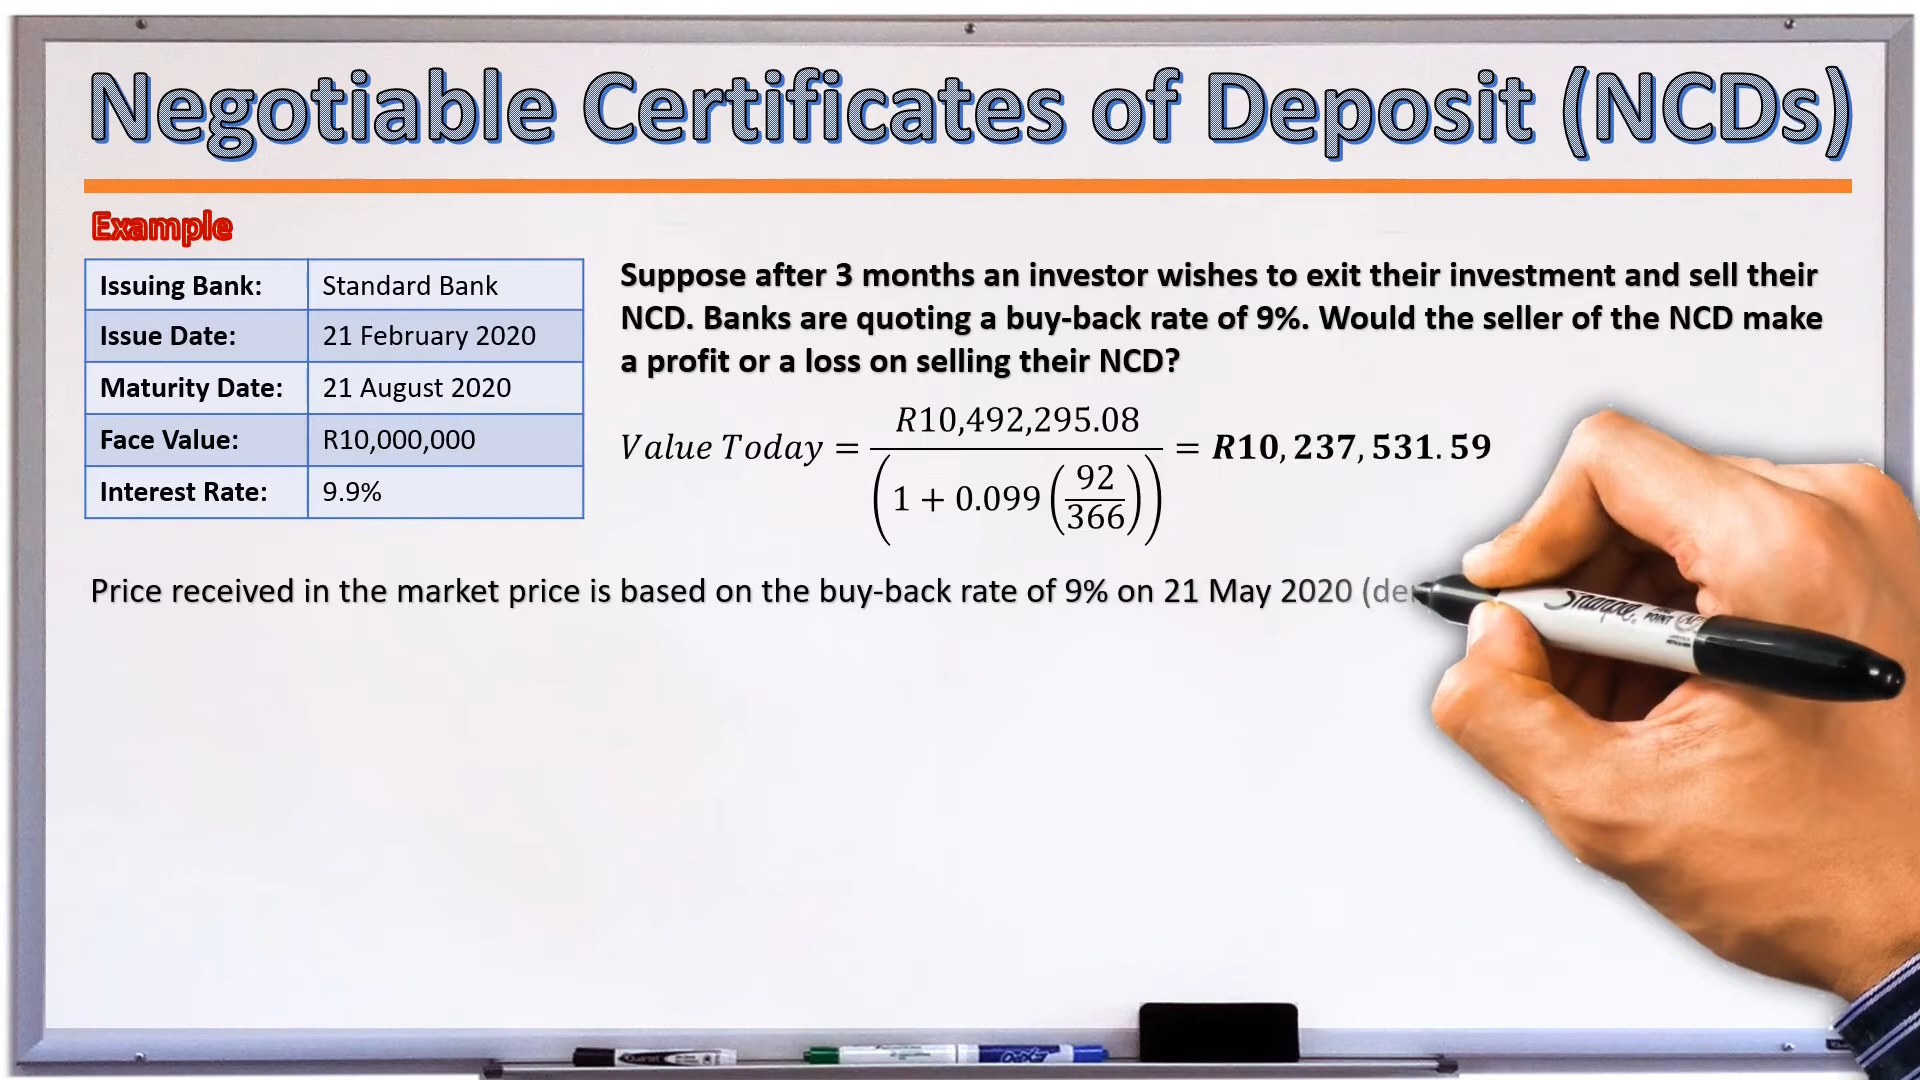 Negotiable Certificates of Deposit (NCDs)
Example
Issuing Bank: Standard Bank
Issue Date: 21 February 2020
Maturity Date: 21 August 2020
Face Value: R10,000,000
Interest Rate: 9.9%
Suppose after 3 months an investor wishes to exit their investment and sell their
NCD. Banks are quoting a buy-back rate of 9%. Would the seller of the NCD make
a profit or a loss on selling their NCD?
Value Today = R10,492,295.08 / (1 + 0.099 (92/366)) = R10,237,531.59
Price received in the market price is based on the buy-back rate of 9% on 21 May 2020 (de
Sharpie
POINT